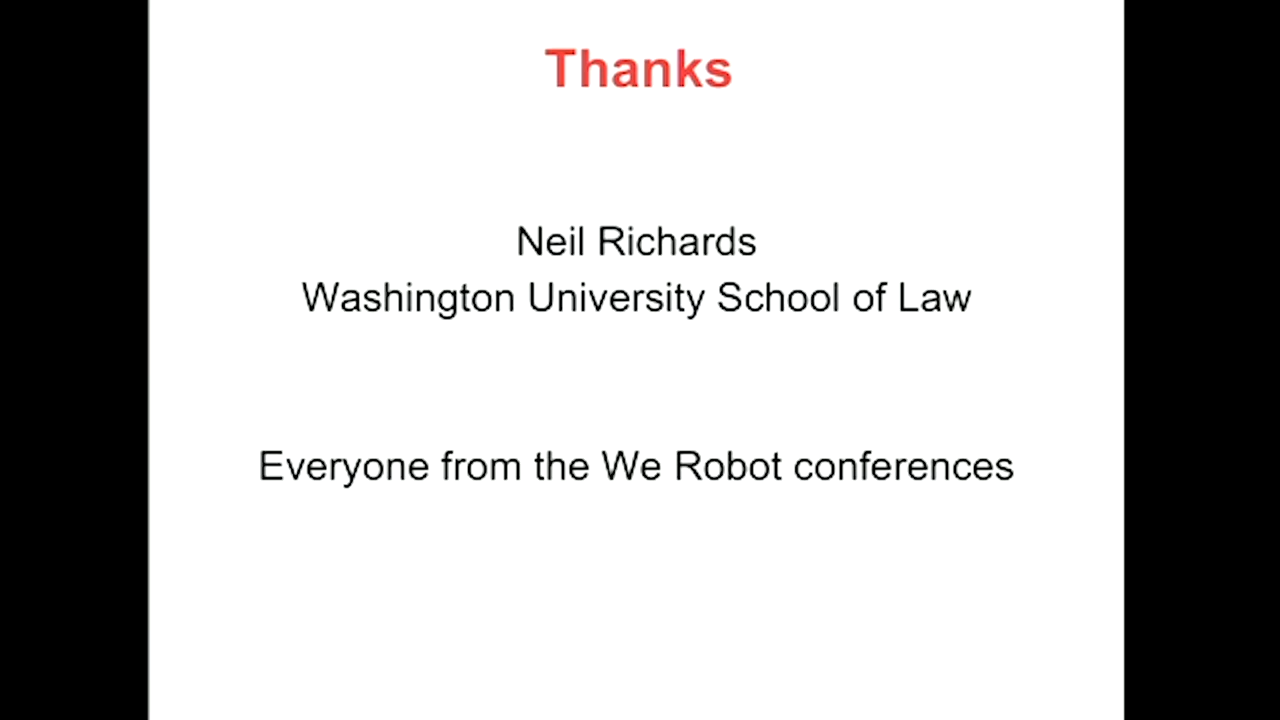 Thanks
Neil Richards
Washington University School of Law
Everyone from the We Robot conferences